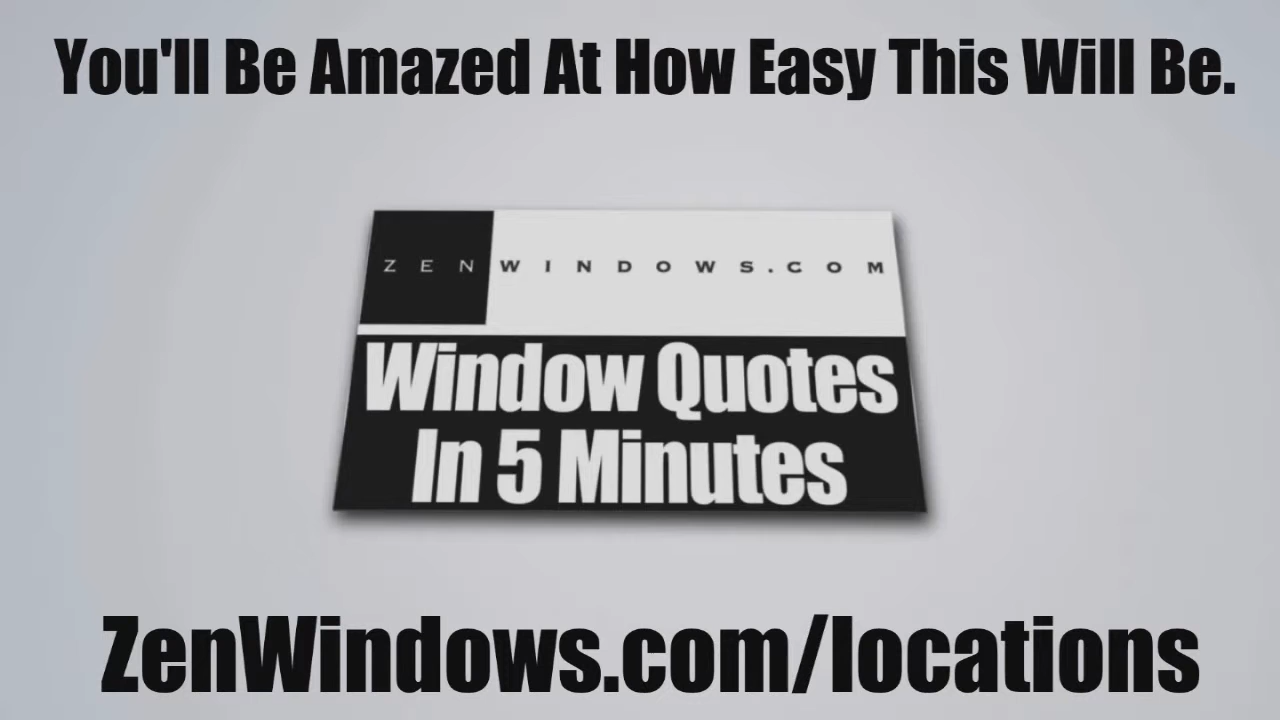 You'll Be Amazed At How Easy This Will Be.
ZENWINDOWS.COM
Window Quotes
In 5 Minutes
ZenWindows.com/locations